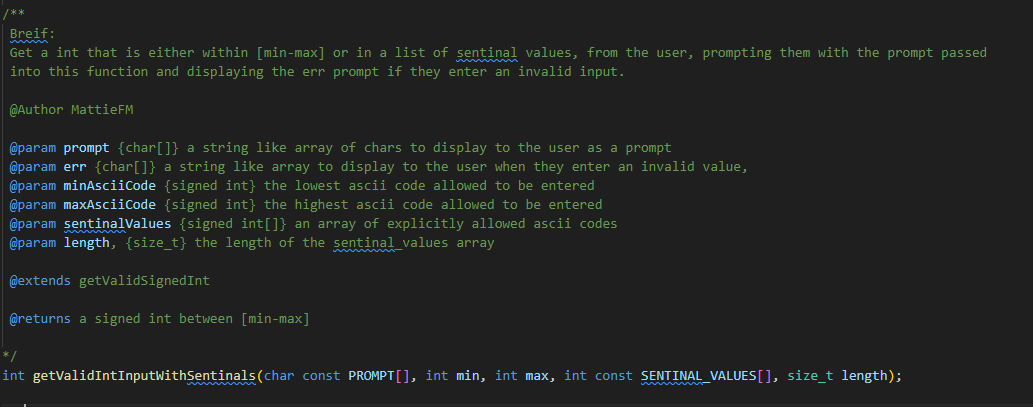 /**
Breif:
Get a int that is either within [min-max] or in a list of sentinal values, from the user, prompting them with the prompt passed
into this function and displaying the err prompt if they enter an invalid input.
@Author MattieFM
@param prompt {char[]} a string like array of chars to display to the user as a prompt
@param err {char[]} a string like array to display to the user when they enter an invalid value,
@param minAsciiCode {signed int} the lowest ascii code allowed to be entered
@param maxAsciiCode {signed int} the highest ascii code allowed to be entered
@param sentinalValues {signed int[]} an array of explicitly allowed ascii codes
@param length, {size_t} the length of the sentinal_values array
@extends getValidSignedInt
@returns a signed int between [min-max]
*/
int getValidIntInputWithSentinals(char const PROMPT[], int min, int max, int const SENTINAL_VALUES[], size_t length);